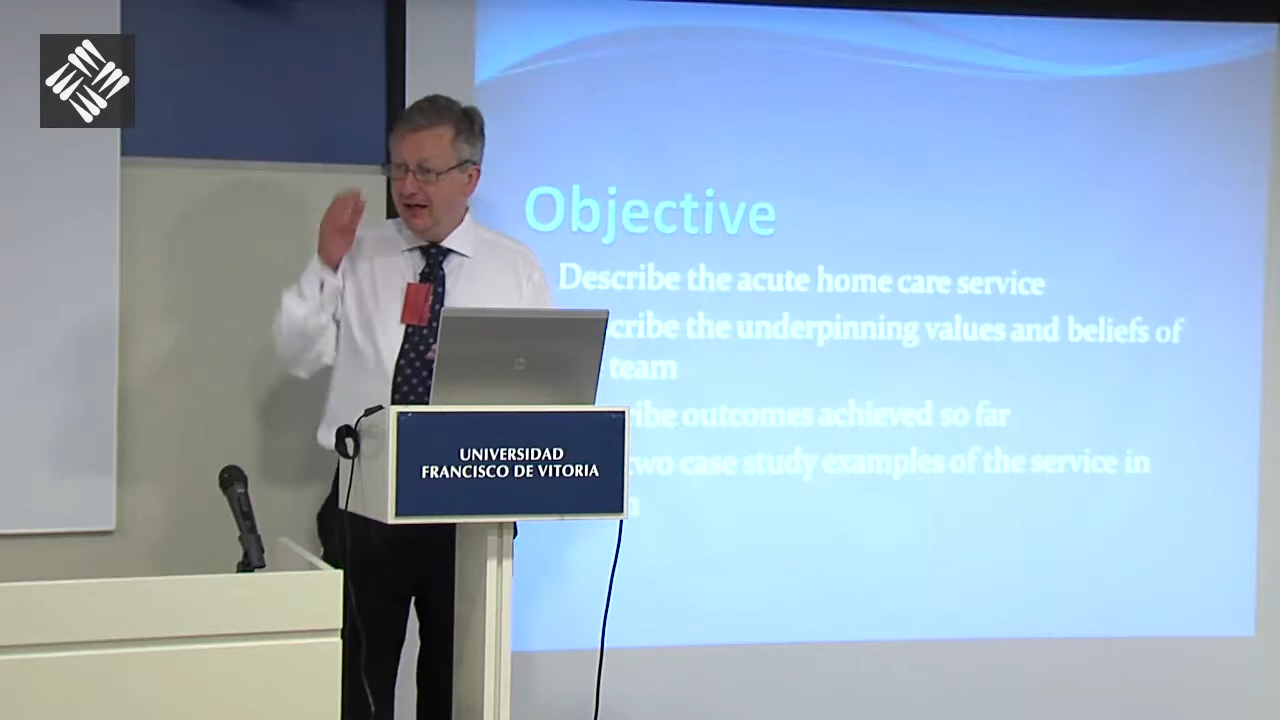 Objective
Describe the acute home care service
cribe the underpinning values and beliefs of
team
ribe outcomes achieved so far
two case study examples of the service in
UNIVERSIDAD
FRANCISCO DE VITORIA